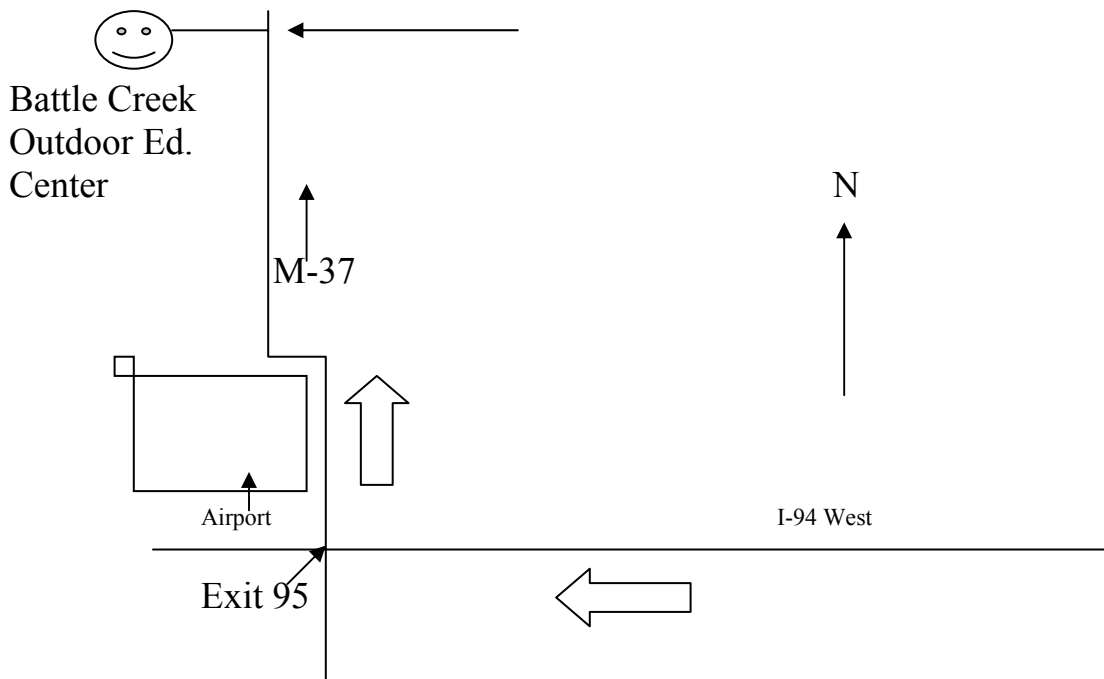 Battle Creek
Outdoor Ed.
Center
N
M-37
Airport
I-94 West
Exit 95